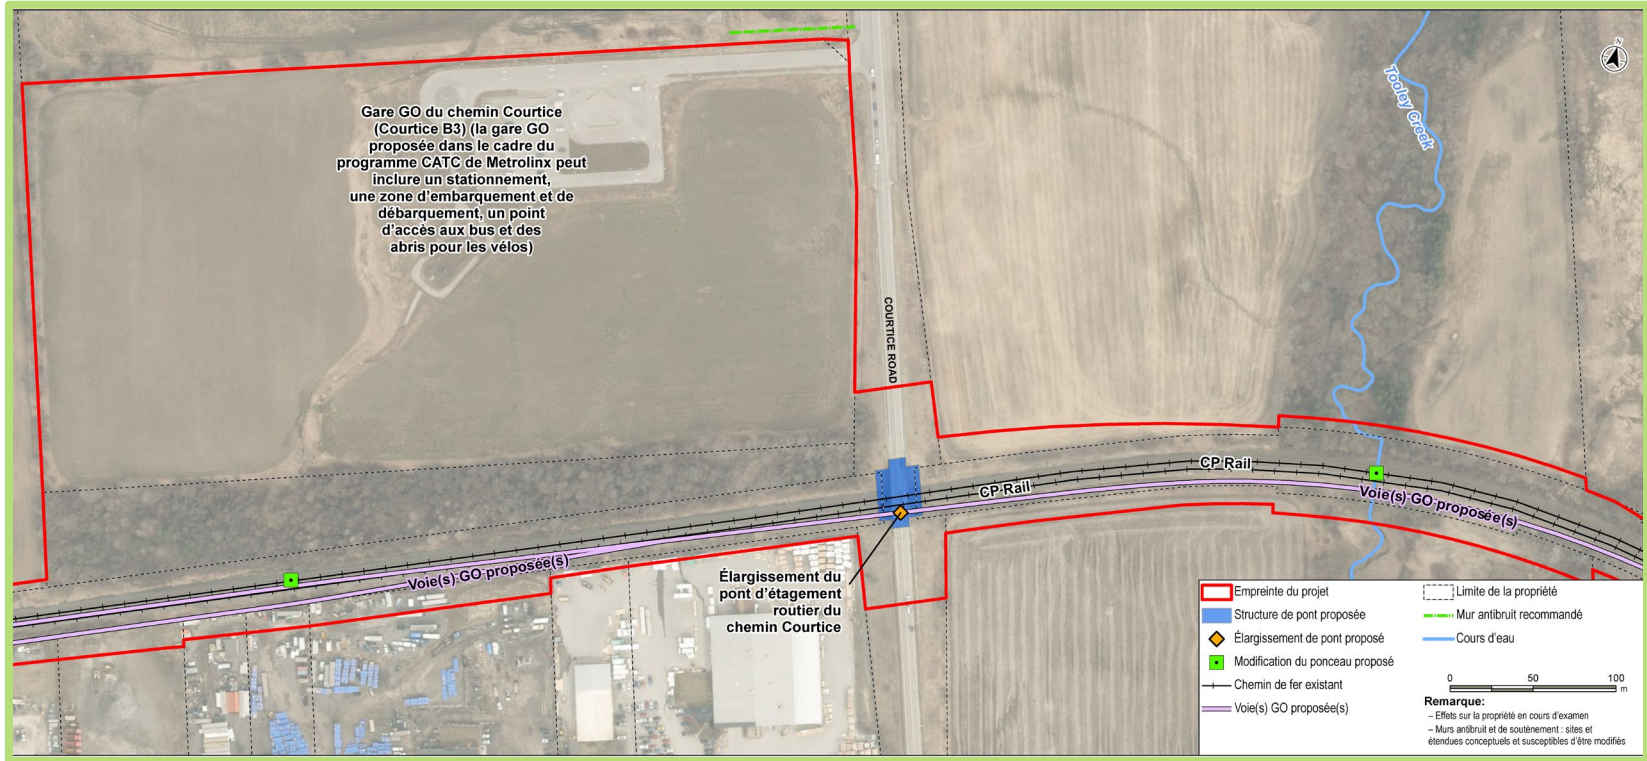 N
Tooley Creek
Gare GO du chemin Courtice
(Courtice B3) (la gare GO
proposée dans le cadre du
programme CATC de Metrolinx peut
inclure un stationnement,
une zone d'embarquement et de
débarquement, un point
d'accès aux bus et des
abris pour les vélos)
COURTICE ROAD
CP Rail
CP Rail
Voie(s) GO proposée(s)
Voie(s) GO proposée(s)
Élargissement du
pont d'étagement
routier du
chemin Courtice
Empreinte du projet
Structure de pont proposée
Élargissement de pont proposé
Modification du ponceau proposé
Chemin de fer existant
Voie(s) GO proposée(s)
Limite de la propriété
Mur antibruit recommandé
Cours d'eau
0 50 100
m
Remarque:
– Effets sur la propriété en cours d'examen
– Murs antibruit et de soutènement : sites et
étendues conceptuels et susceptibles d'être modifiés